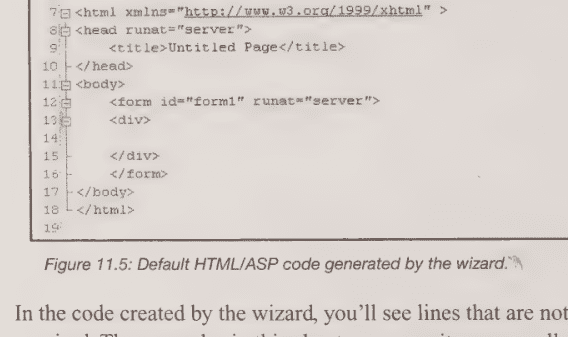 7 <html xmlns="http://www.w3.org/1999/xhtml" >
8 <head runat="server">
9 <title>Untitled Page</title>
10 </head>
11 <body>
12 <form id="form1" runat="server">
13 <div>
14
15 </div>
16 </form>
17 </body>
18 </html>
19
Figure 11.5: Default HTML/ASP code generated by the wizard.
In the code created by the wizard, you'll see lines that are not